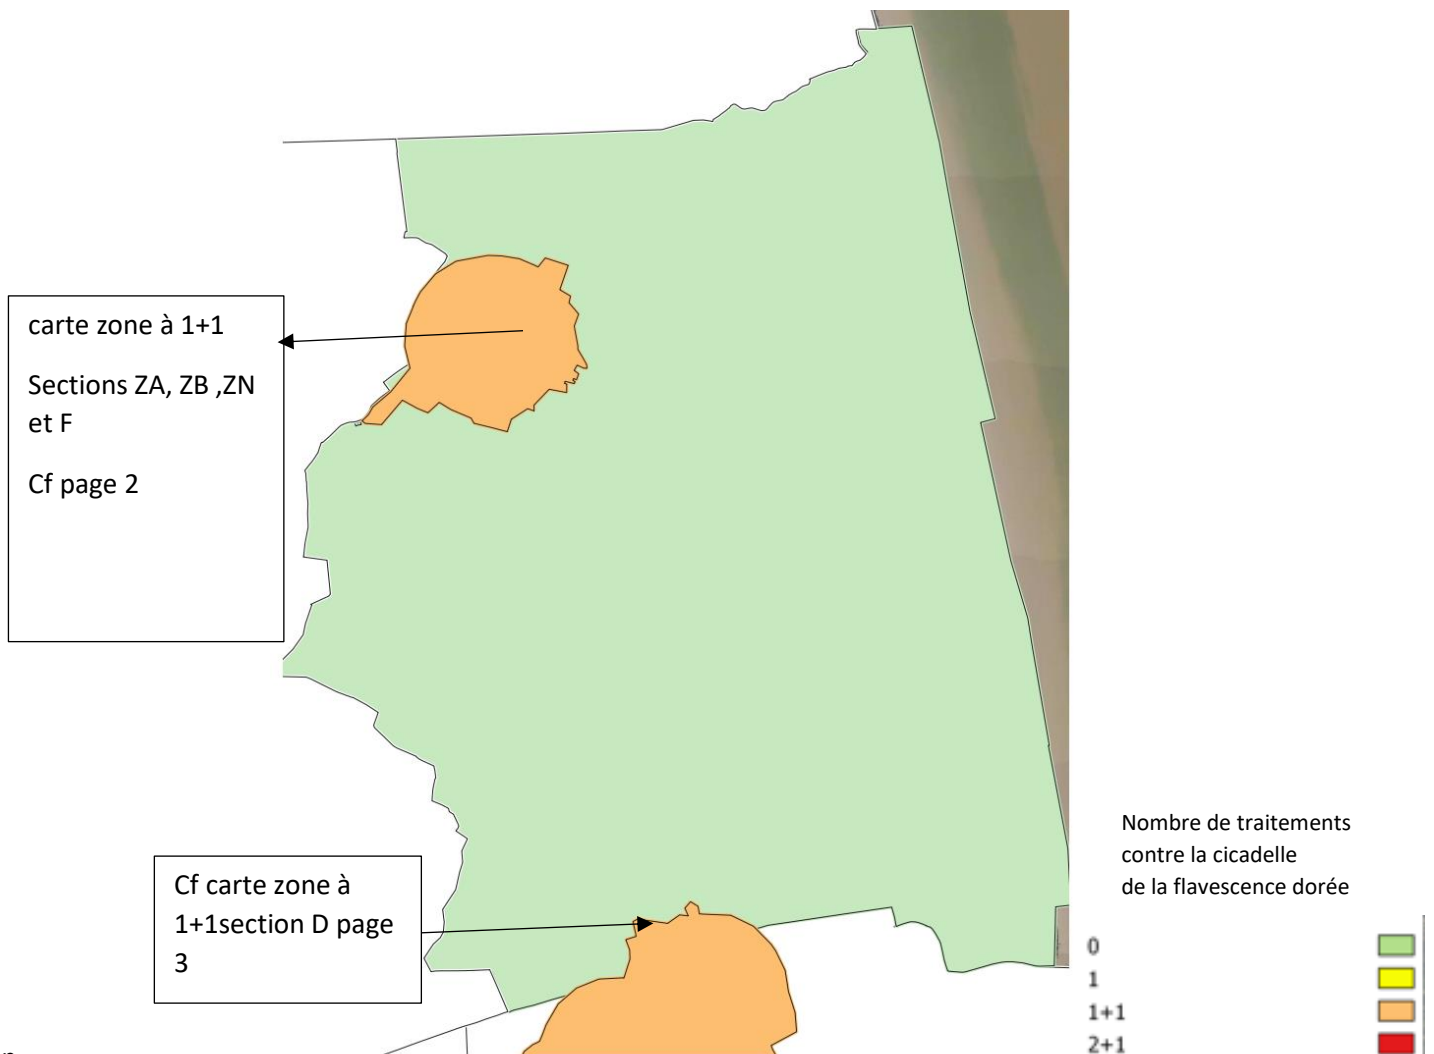 carte zone à 1+1
Sections ZA, ZB ,ZN
et F
Cf page 2
Cf carte zone à
1+1section D page
3
Nombre de traitements
contre la cicadelle
de la flavescence dorée
0
1
1+1
2+1